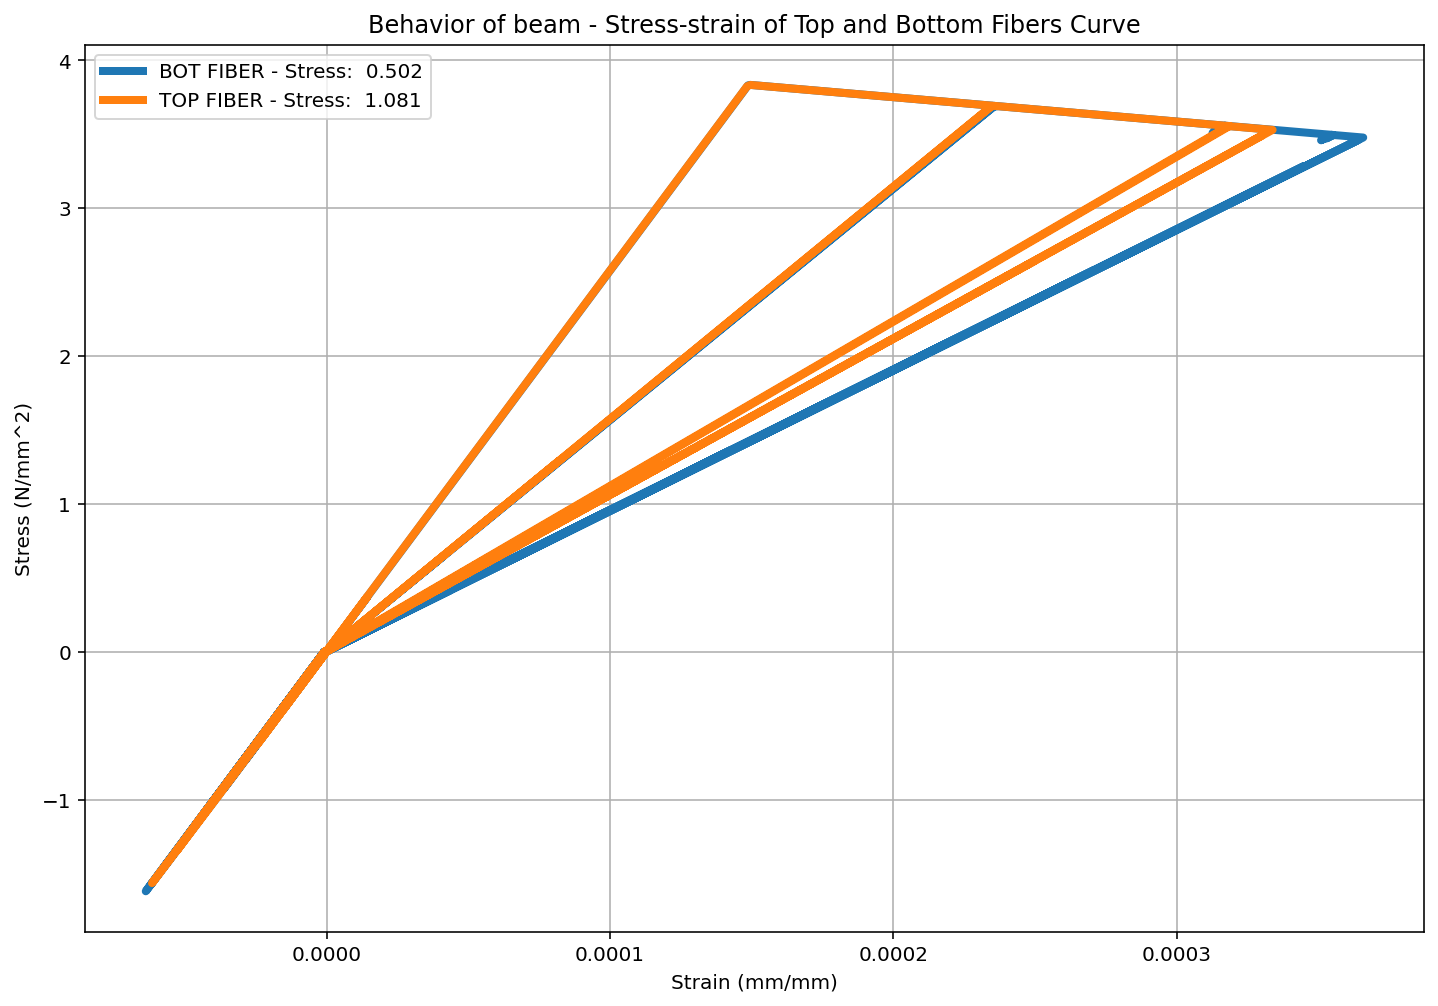 Behavior of beam - Stress-strain of Top and Bottom Fibers Curve
BOT FIBER - Stress:  0.502
TOP FIBER - Stress:  1.081
4
3
2
1
0
−1
Stress (N/mm^2)
0.0000 0.0001 0.0002 0.0003
Strain (mm/mm)